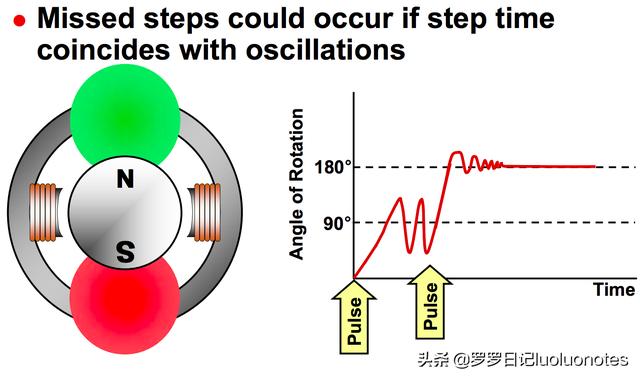 Missed steps could occur if step time
coincides with oscillations
N
S
Angle of Rotation
180°
90°
Time
Pulse
Pulse
头条 @罗罗日记luoluonotes